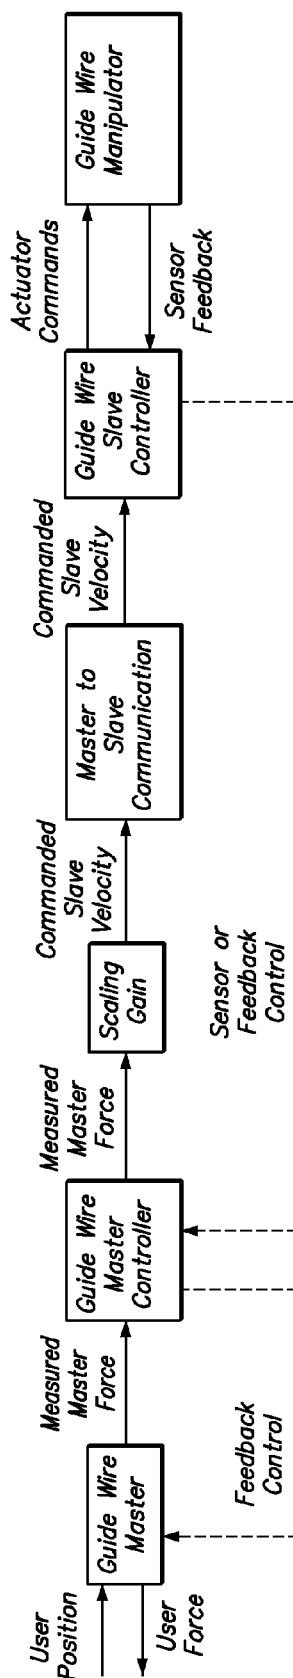 User
Position
User
Force
Guide Wire
Master
Measured
Master
Force
Feedback
Control
Guide Wire
Master
Controller
Measured
Master
Force
Scaling
Gain
Sensor or
Feedback
Control
Commanded
Slave
Velocity
Master to
Slave
Communication
Commanded
Slave
Velocity
Guide Wire
Slave
Controller
Actuator
Commands
Sensor
Feedback
Guide Wire
Manipulator